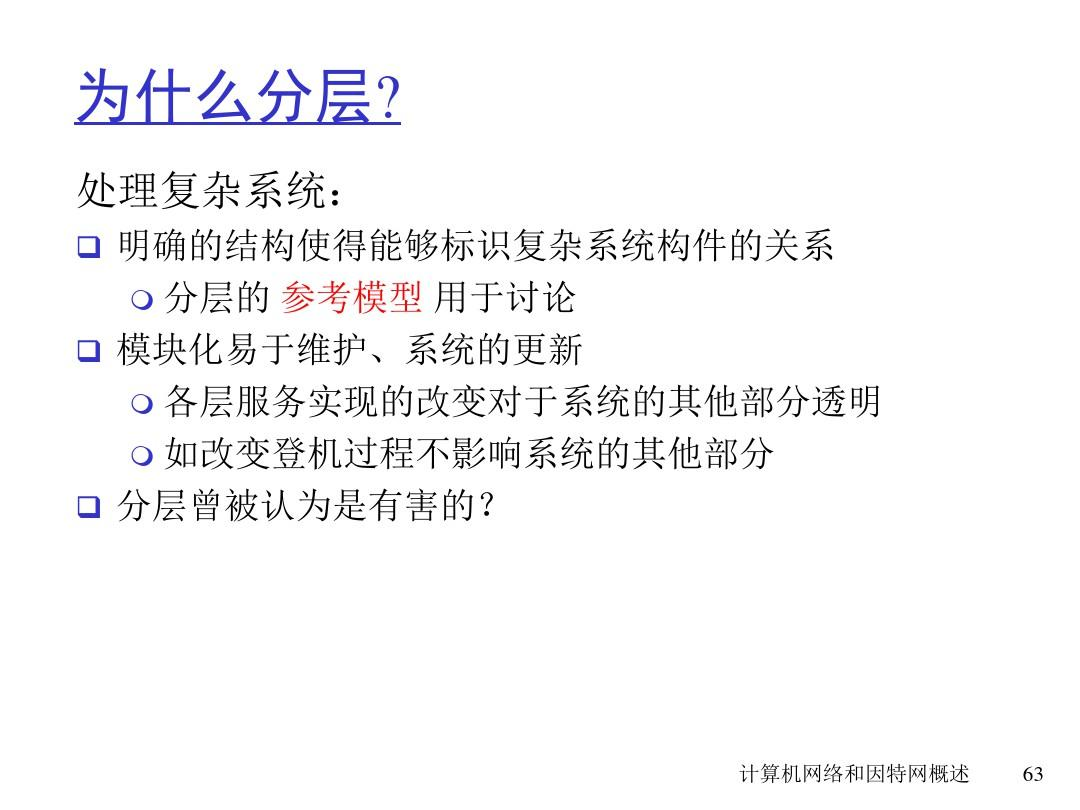 为什么分层?
处理复杂系统：
明确的结构使得能够标识复杂系统构件的关系
分层的 参考模型 用于讨论
模块化易于维护、系统的更新
各层服务实现的改变对于系统的其他部分透明
如改变登机过程不影响系统的其他部分
分层曾被认为是有害的？
计算机网络和因特网概述 63